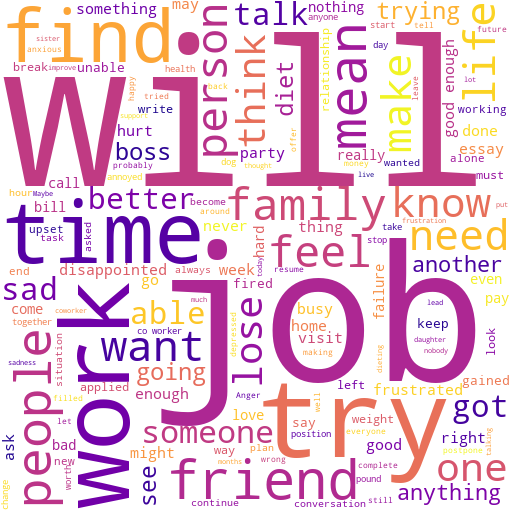 find
something
may
sister
anxious
break
unable
tried
health
happy
improve
support
hurt
write
boss
probably
annoyed
call
bill
better
hour
upset
task
asked
person
talk
nothing
anyone
think
diet
back
dog
party
offer
thought
relationship
really
money
wanted
mean
trying
start
day
tell
future
lot
leave
make
good enough
working
done
essay
alone
must
live
life
Will
time
become
around
always
family
never
thing
hard
know
take
stop
put
frustration
need
another
even
pay
end
disappointed
week
feel
sad
come
together
go
able
fired
today
resume
Maybe
much
busy
home
visit
making
failure
job
keep
lead
daughter
nobody
look
people
sadness
situation
coworker
co worker
work
want
applied
going
enough
depressed
lose
left
dieting
frustrated
gained
filled
let
bad
new
worth
might
someone
love
way
months
plan
wrong
Anger
position
say
well
everyone
weight
try
good
got
right
one
postpone
talking
ask
change
see
friend
continue
conversation
pound
complete
still
anything